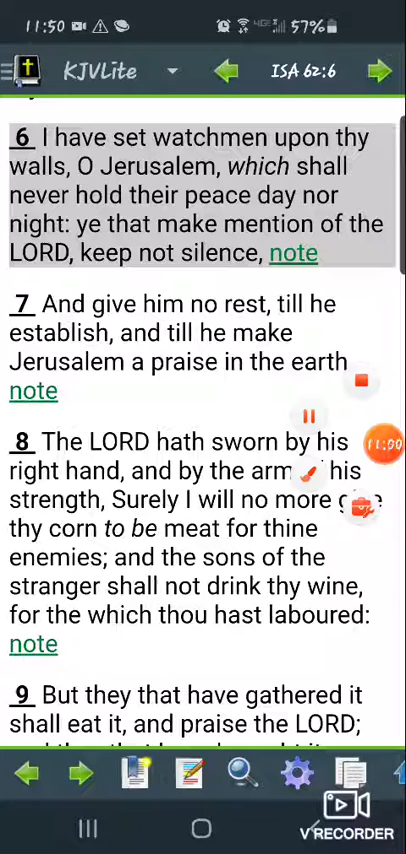 11:50 57%
KJVLite ISA 62:6
6 I have set watchmen upon thy
walls, O Jerusalem, which shall
never hold their peace day nor
night: ye that make mention of the
LORD, keep not silence, note
7 And give him no rest, till he
establish, and till he make
Jerusalem a praise in the earth
note
8 The LORD hath sworn by his
right hand, and by the arm his
strength, Surely I will no more
thy corn to be meat for thine
enemies; and the sons of the
stranger shall not drink thy wine,
for the which thou hast laboured:
note
9 But they that have gathered it
shall eat it, and praise the LORD;
11:00
V RECORDER